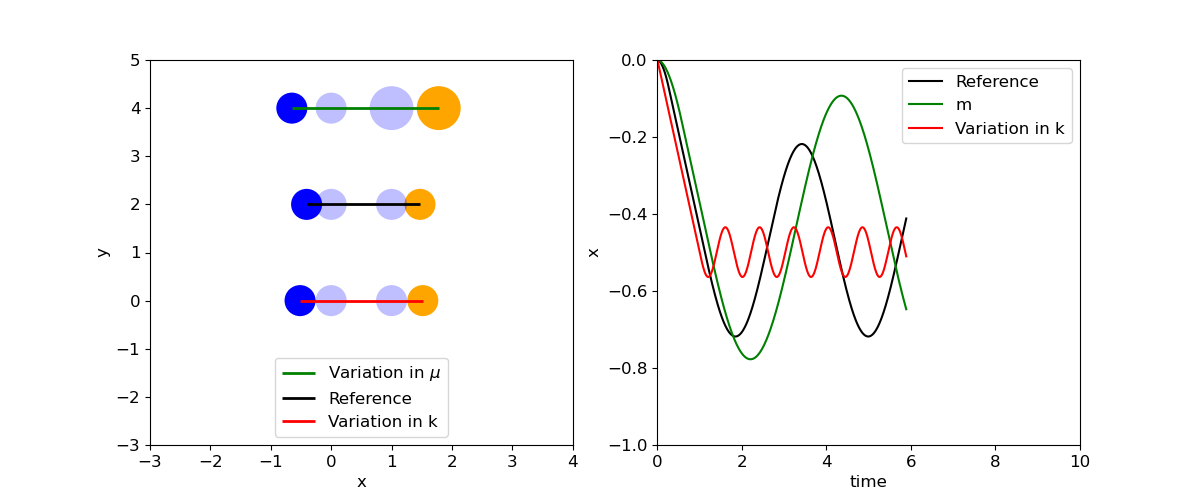 5
4
3
2
1
0
−1
−2
−3
y
−3 −2 −1 0 1 2 3 4
x
Variation in μ
Reference
Variation in k
0.0
−0.2
−0.4
−0.6
−0.8
−1.0
x
0 2 4 6 8 10
time
Reference
m
Variation in k